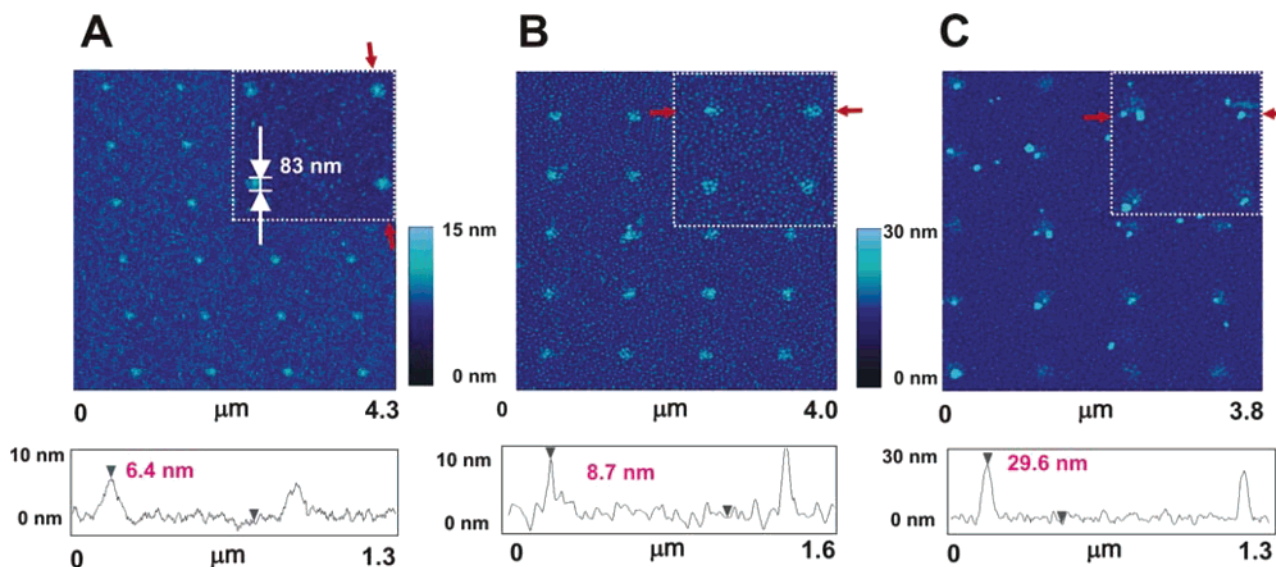 A
B
C
83 nm
15 nm
0 nm
30 nm
0 nm
0 μm 4.3
0 μm 4.0
0 μm 3.8
10 nm
6.4 nm
0 nm
0 μm 1.3
10 nm
8.7 nm
0 nm
0 μm 1.6
30 nm
29.6 nm
0 nm
0 μm 1.3